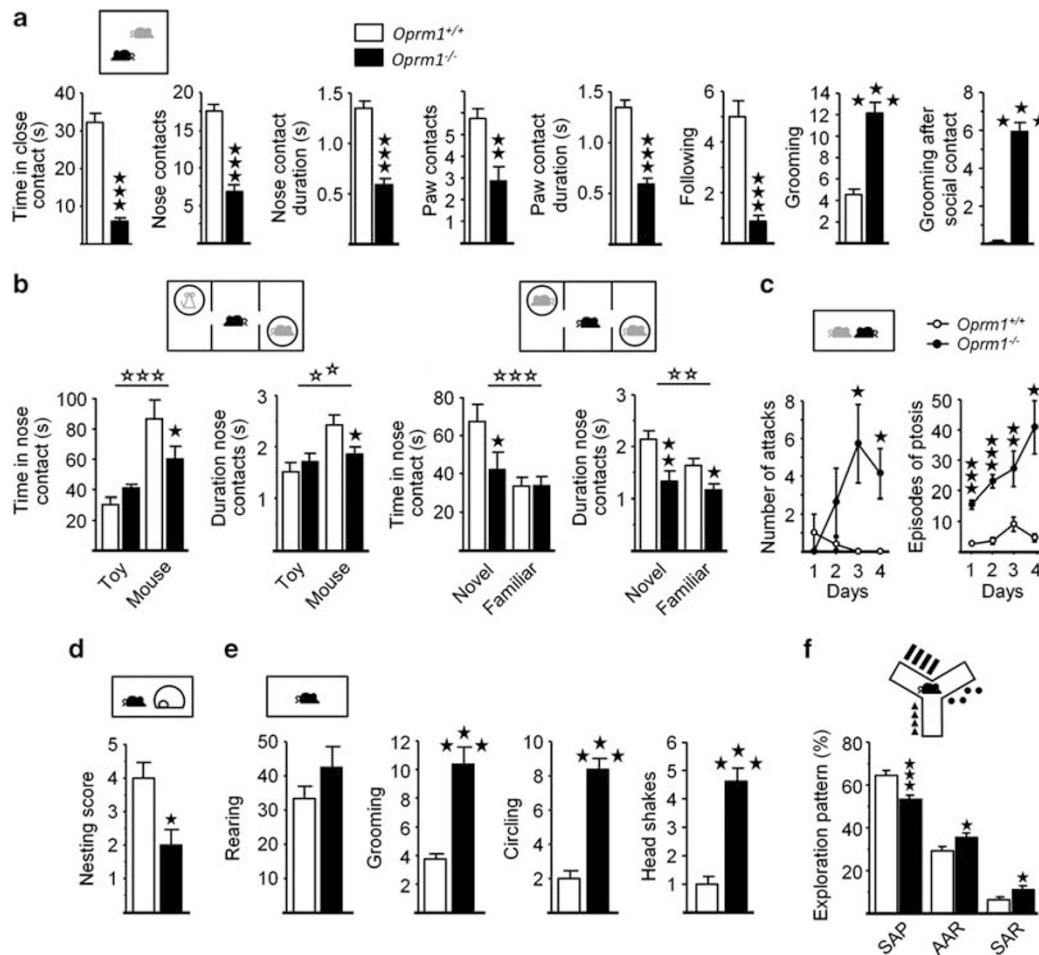 a
Oprm1+/+
Oprm1-/-
Time in close contact (s)
40
30
20
10
Nose contacts
20
15
10
5
Nose contact duration (s)
1.5
1.0
0.5
Paw contacts
7
6
5
4
3
2
1
Paw contact duration (s)
1.5
1.0
0.5
Following
6
4
2
Grooming
14
12
10
8
6
4
2
Grooming after social contact
8
6
4
2
0
b
Time in nose contact (s)
100
80
60
40
20
Toy
Mouse
Duration nose contacts (s)
3
2
1
Toy
Mouse
Time in nose contact (s)
80
60
40
20
Novel
Familiar
Duration nose contacts (s)
3
2
1
Novel
Familiar
c
Oprm1+/+
Oprm1-/-
Number of attacks
8
6
4
2
1 2 3 4
Days
Episodes of ptosis
50
40
30
20
10
1 2 3 4
Days
d
Nesting score
5
4
3
2
1
e
Rearing
50
40
30
20
10
Grooming
12
10
8
6
4
2
Circling
10
8
6
4
2
Head shakes
6
5
4
3
2
1
f
Exploration pattern (%)
80
60
40
20
SAP
AAR
SAR